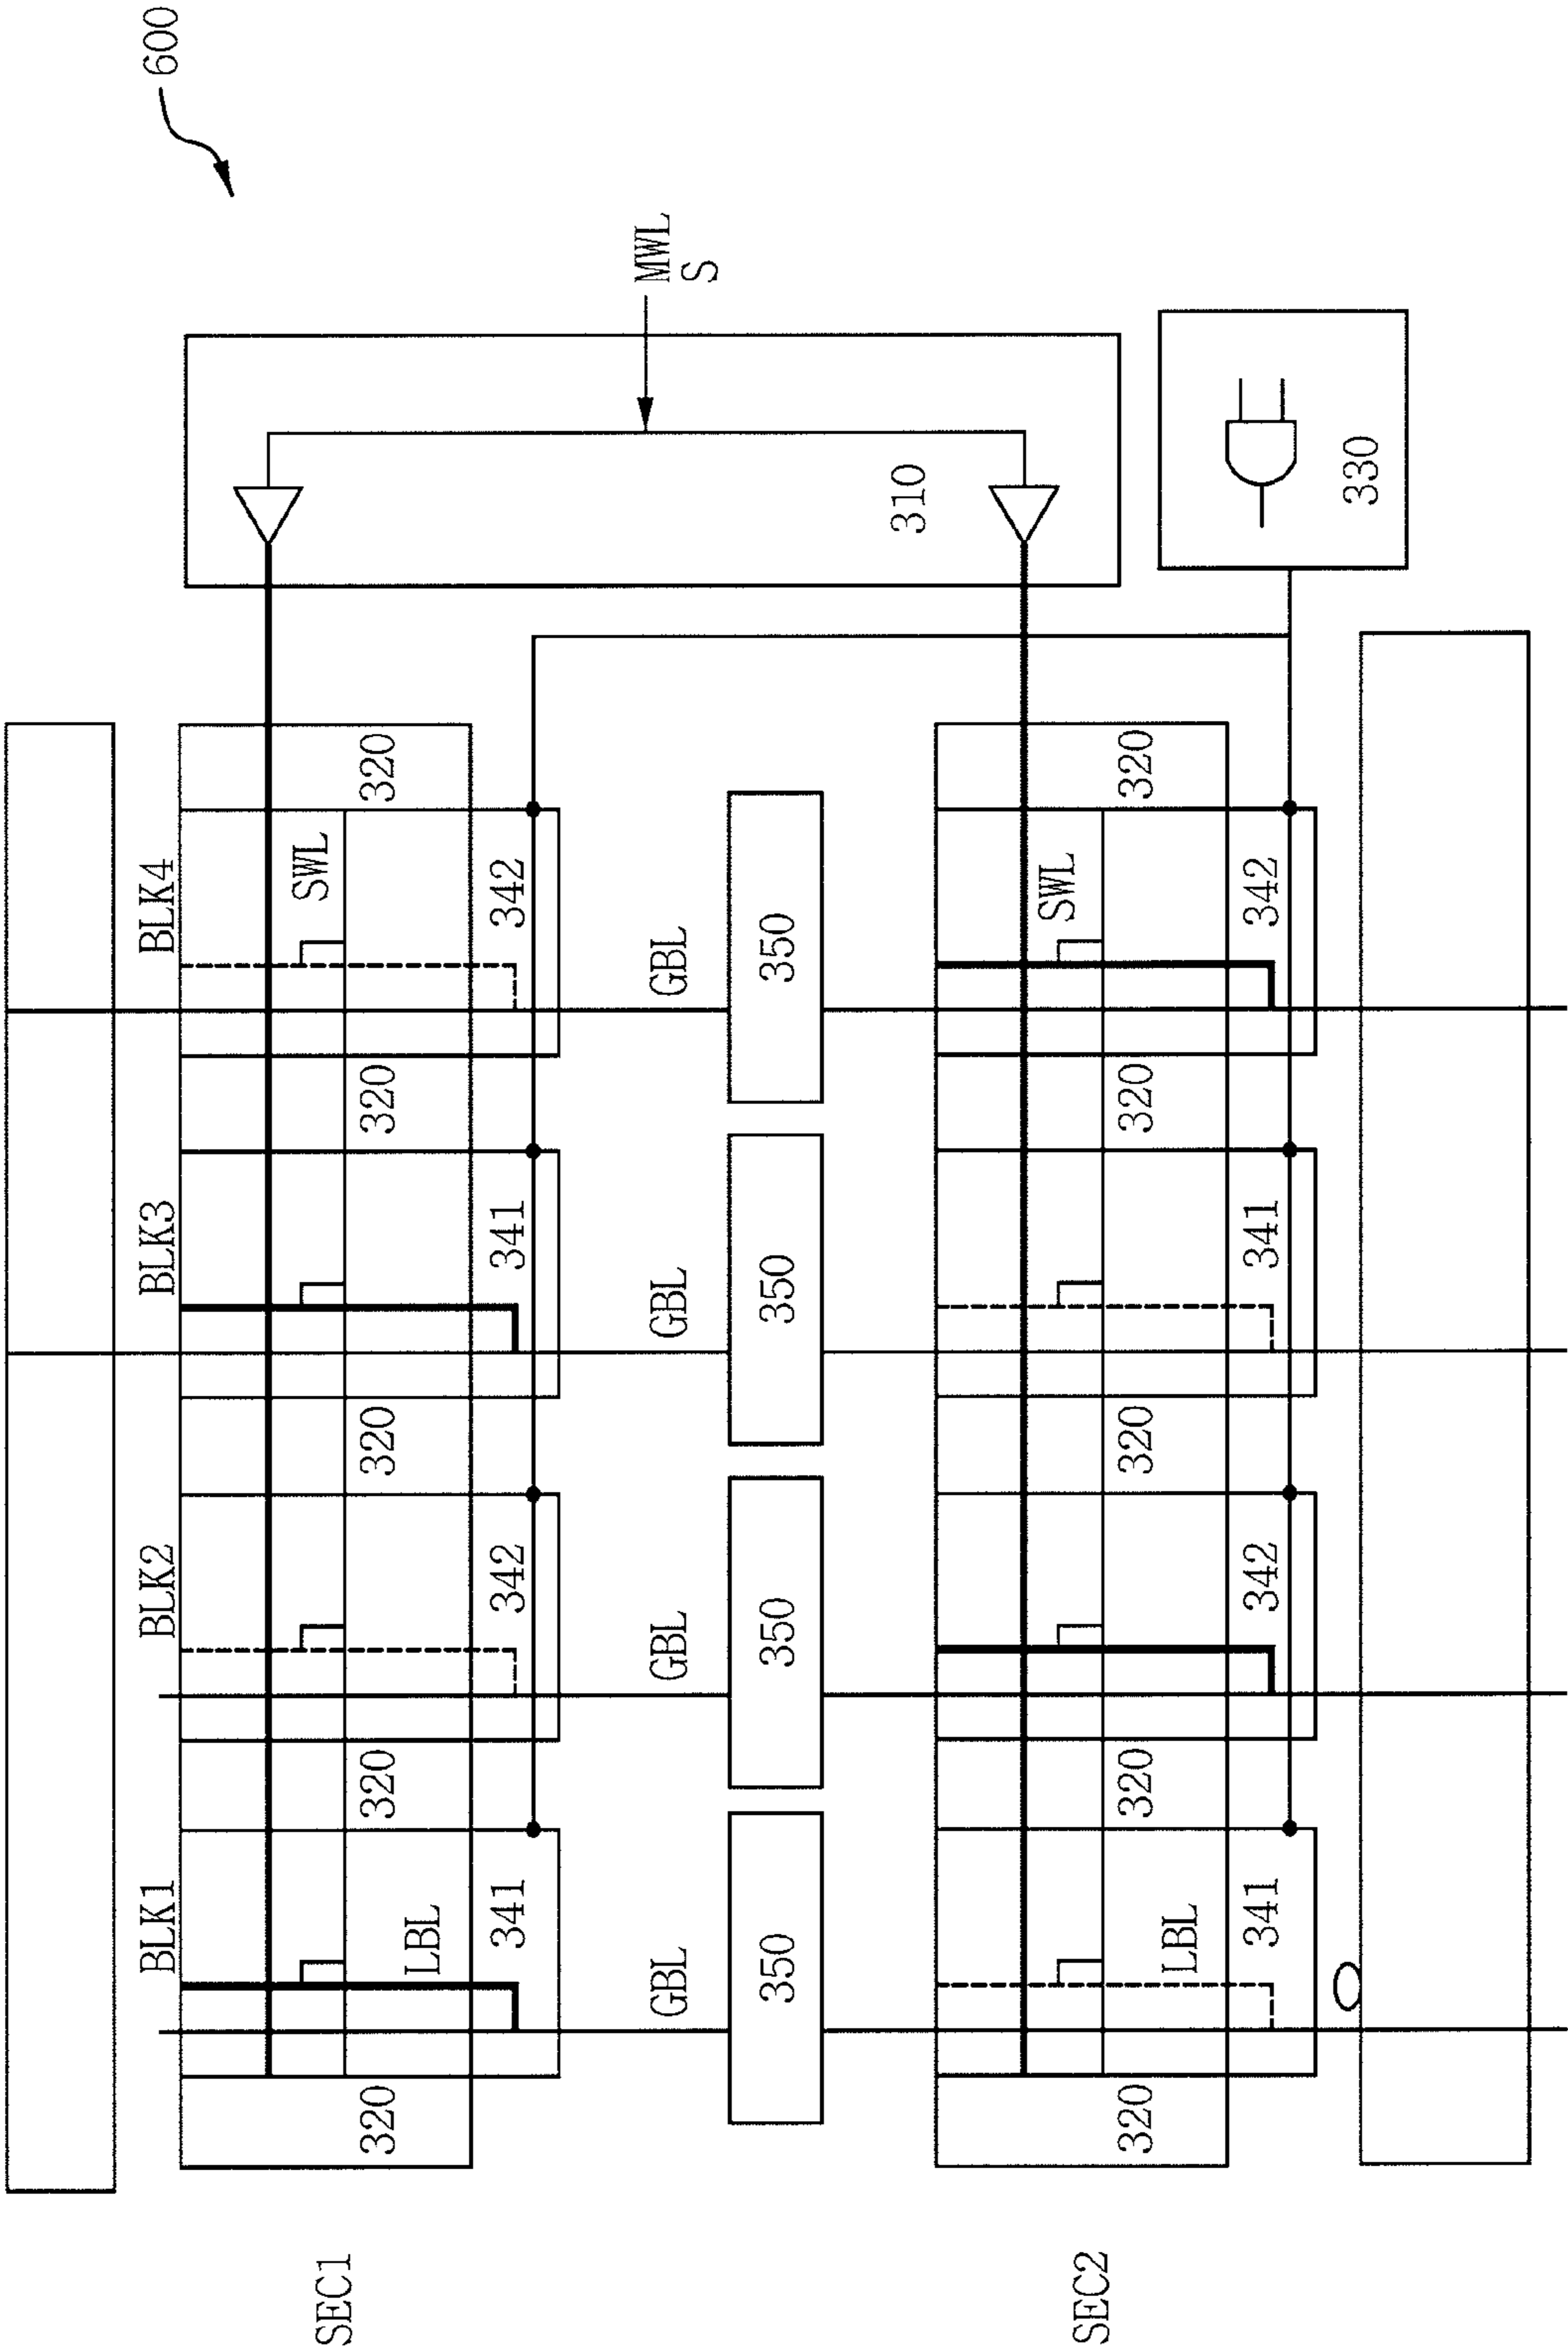 600
BLK1 BLK2 BLK3 BLK4
SWL
SEC1
320 320 320 320 320
LBL
341 342 341 342
GBL GBL GBL GBL
MWL
S
350 350 350 350
310
SWL
SEC2
320 320 320 320 320
LBL
341 342 341 342
330